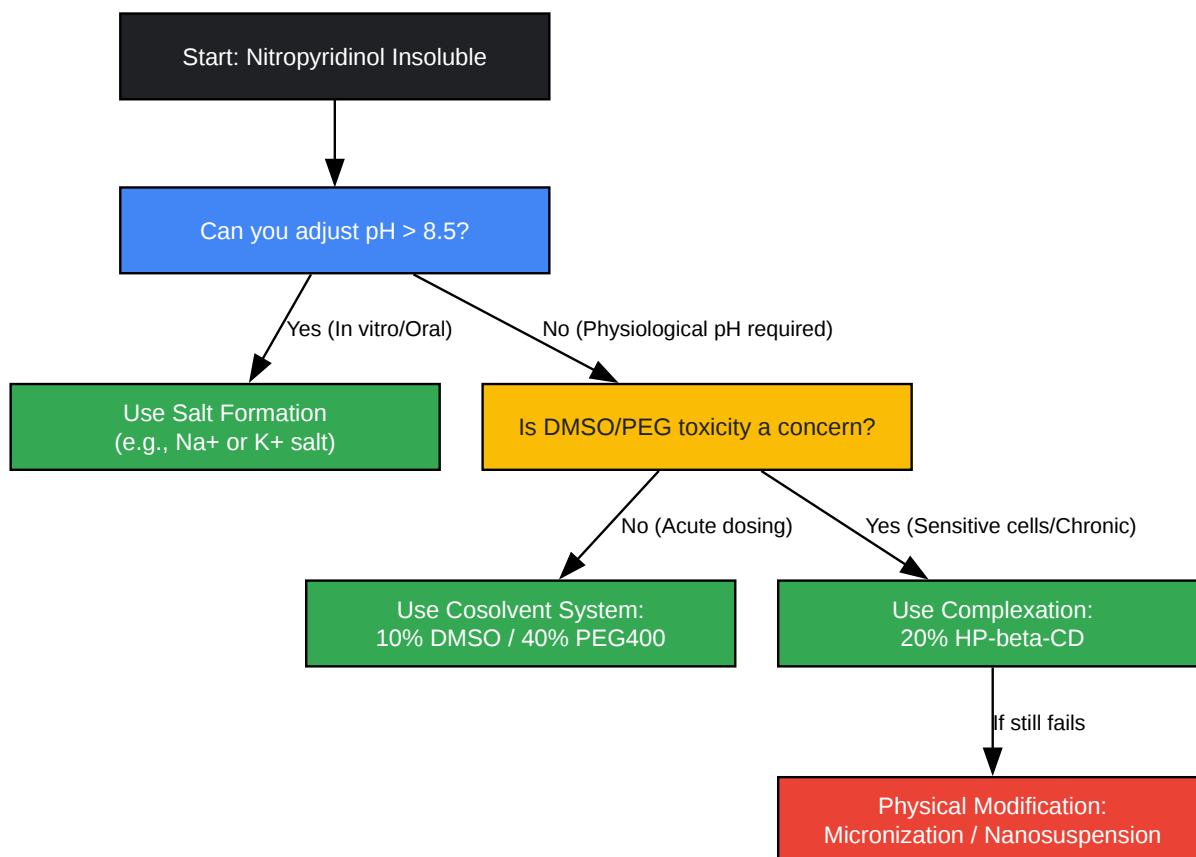 Start: Nitropyridinol Insoluble
Can you adjust pH > 8.5?
Yes (In vitro/Oral)
No (Physiological pH required)
Use Salt Formation
(e.g., Na+ or K+ salt)
Is DMSO/PEG toxicity a concern?
No (Acute dosing)
Yes (Sensitive cells/Chronic)
Use Cosolvent System:
10% DMSO / 40% PEG400
Use Complexation:
20% HP-beta-CD
If still fails
Physical Modification:
Micronization / Nanosuspension